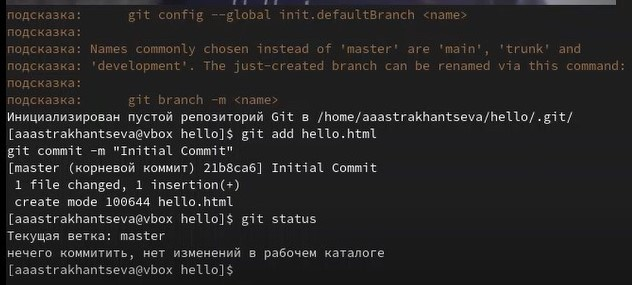 подсказка:      git config --global init.defaultBranch <name>
подсказка:
подсказка: Names commonly chosen instead of 'master' are 'main', 'trunk' and
подсказка: 'development'. The just-created branch can be renamed via this command:
подсказка:
подсказка:      git branch -m <name>
Инициализирован пустой репозиторий Git в /home/aaastrakhantseva/hello/.git/
[aaastrakhantseva@vbox hello]$ git add hello.html
git commit -m "Initial Commit"
[master (корневой коммит) 21b8ca6] Initial Commit
 1 file changed, 1 insertion(+)
 create mode 100644 hello.html
[aaastrakhantseva@vbox hello]$ git status
Текущая ветка: master
нечего коммитить, нет изменений в рабочем каталоге
[aaastrakhantseva@vbox hello]$